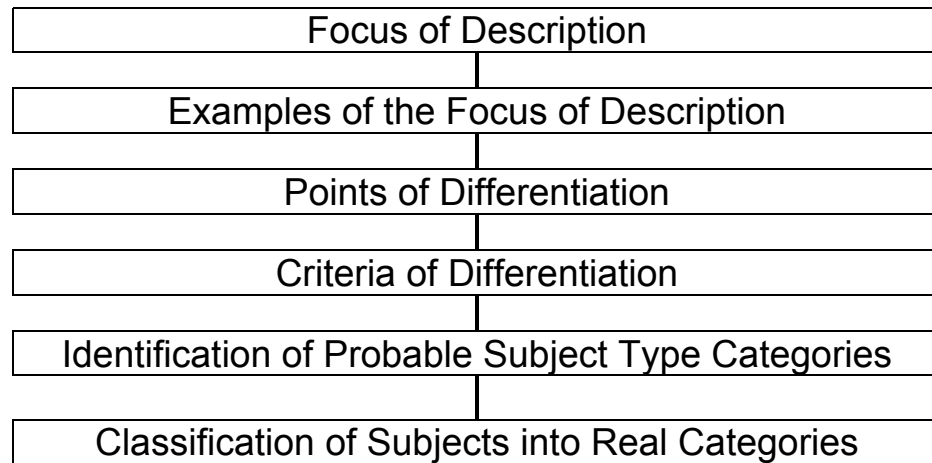 Focus of Description
Examples of the Focus of Description
Points of Differentiation
Criteria of Differentiation
Identification of Probable Subject Type Categories
Classification of Subjects into Real Categories